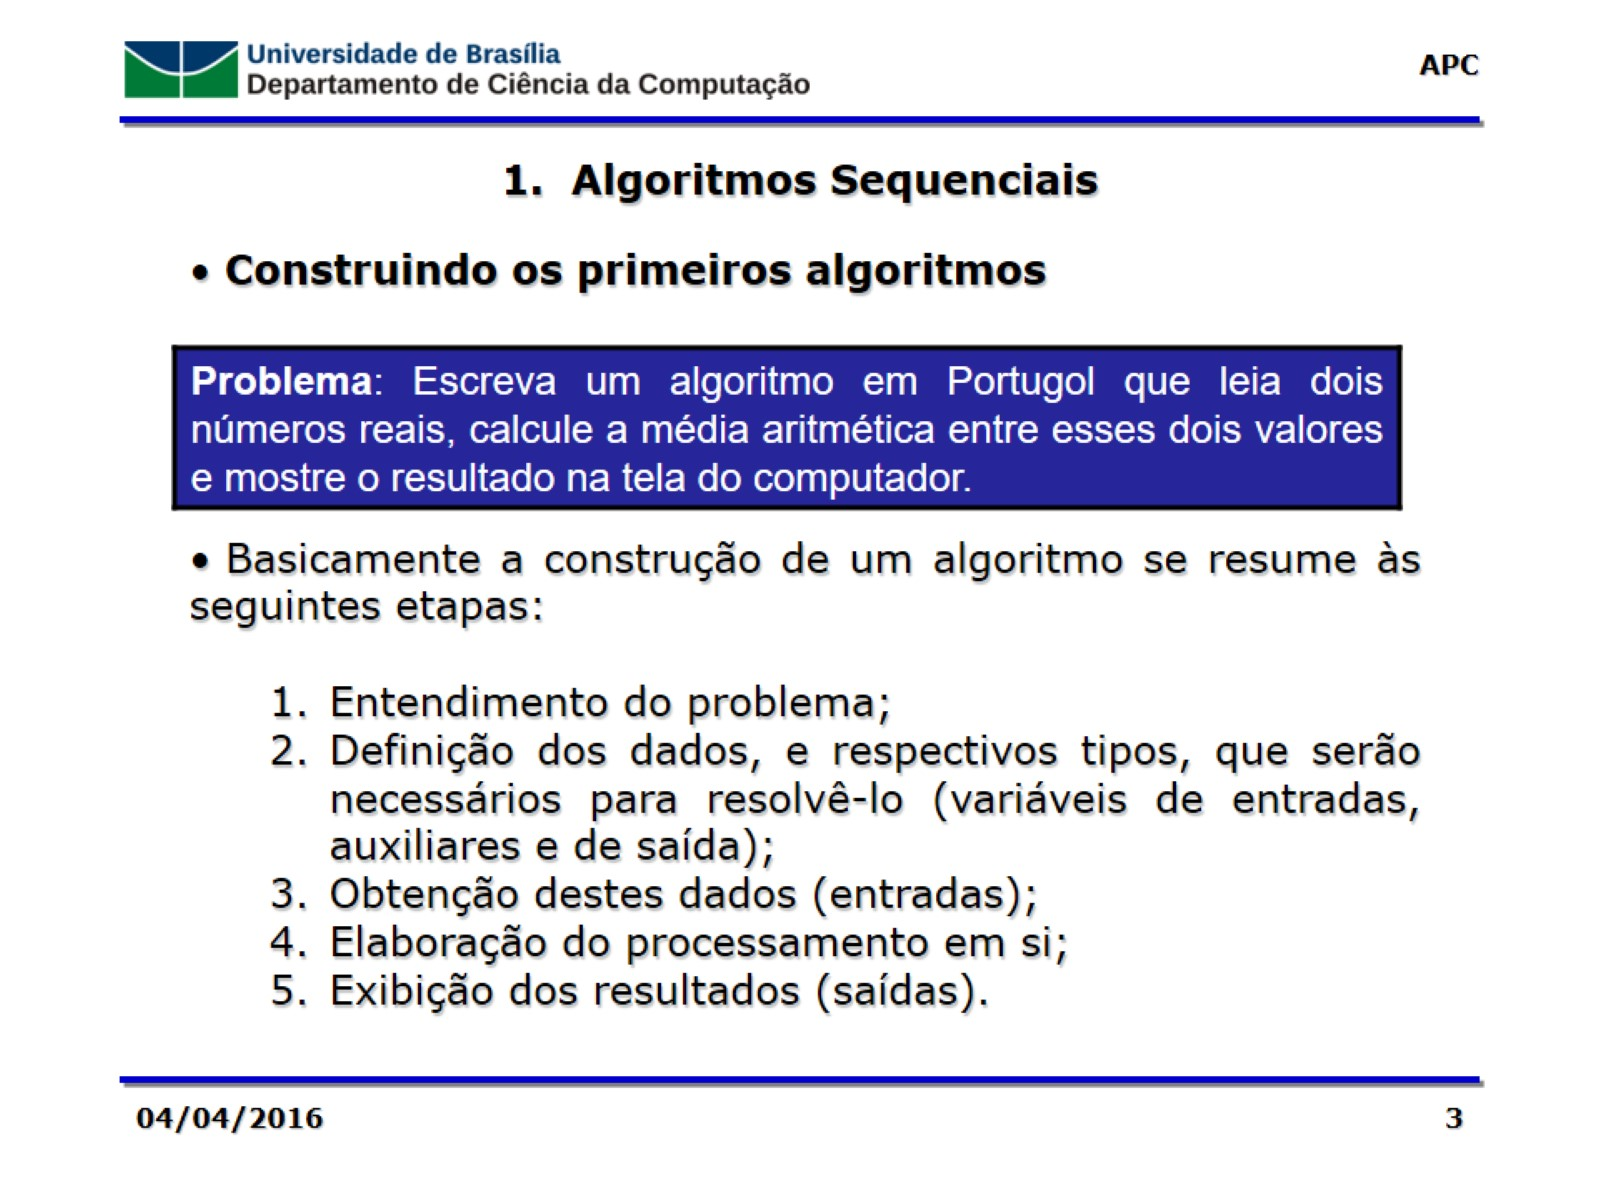 Universidade de Brasília
Departamento de Ciência da Computação
APC
1. Algoritmos Sequenciais
• Construindo os primeiros algoritmos
Problema: Escreva um algoritmo em Portugol que leia dois
números reais, calcule a média aritmética entre esses dois valores
e mostre o resultado na tela do computador.
• Basicamente a construção de um algoritmo se resume às
seguintes etapas:
1. Entendimento do problema;
2. Definição dos dados, e respectivos tipos, que serão
necessários para resolvê-lo (variáveis de entradas,
auxiliares e de saída);
3. Obtenção destes dados (entradas);
4. Elaboração do processamento em si;
5. Exibição dos resultados (saídas).
04/04/2016
3